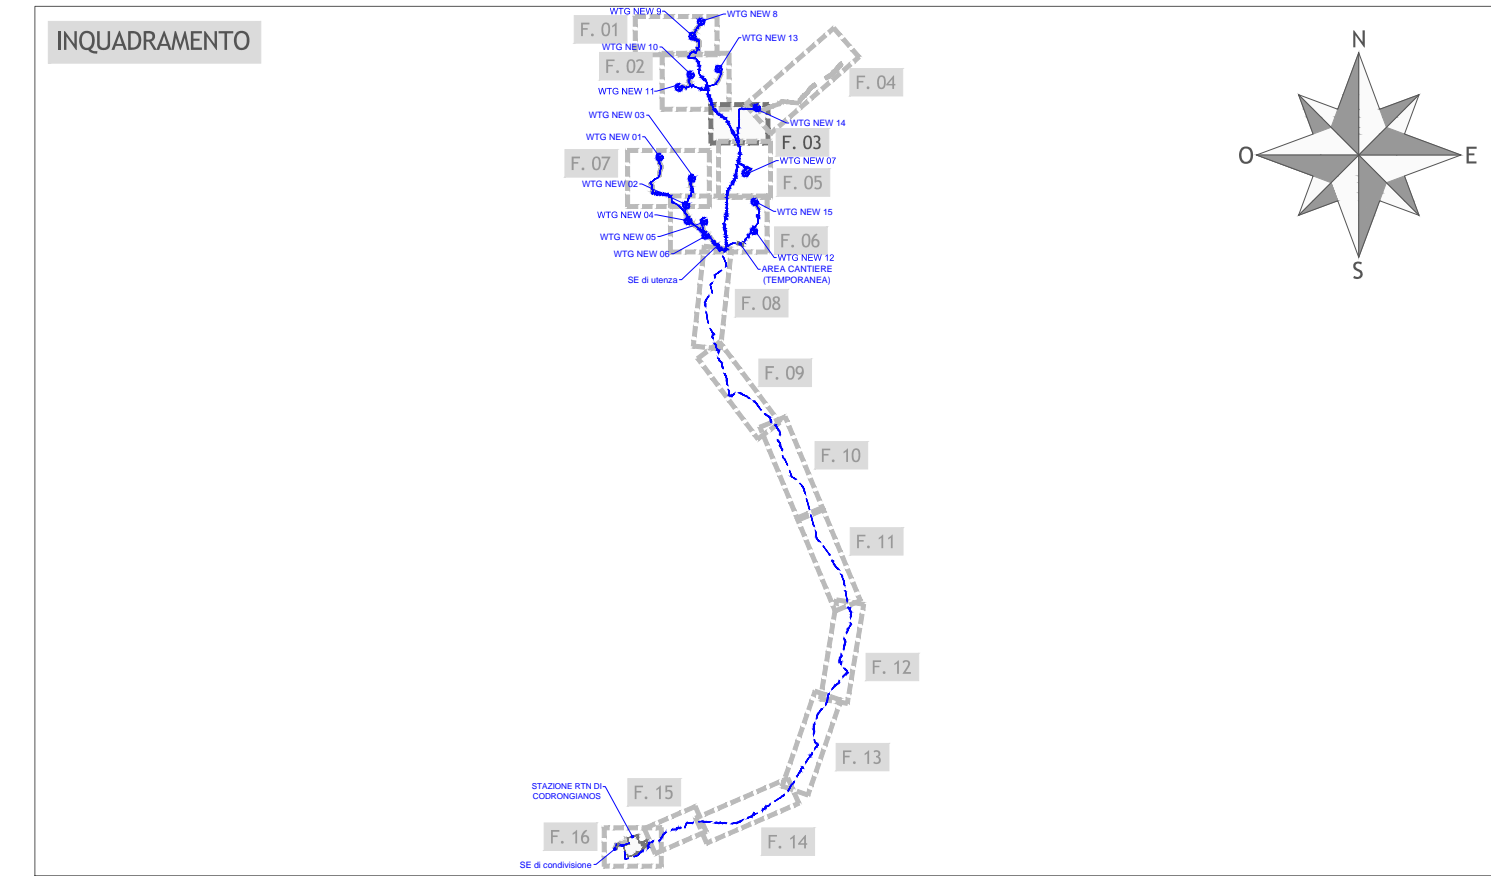 INQUADRAMENTO
WTG NEW 9
WTG NEW 8
F. 01
WTG NEW 10
WTG NEW 13
F. 02
WTG NEW 11
F. 04
WTG NEW 03
WTG NEW 14
WTG NEW 01
F. 03
F. 07
WTG NEW 07
WTG NEW 02
F. 05
WTG NEW 04
WTG NEW 15
WTG NEW 05
F. 06
WTG NEW 06
WTG NEW 12
AREA CANTIERE
(TEMPORANEA)
SE di utenza
F. 08
F. 09
F. 10
F. 11
F. 12
F. 13
STAZIONE RTN DI
CODRONGIANOS
F. 15
F. 16
F. 14
SE di condivisione
N
O
E
S